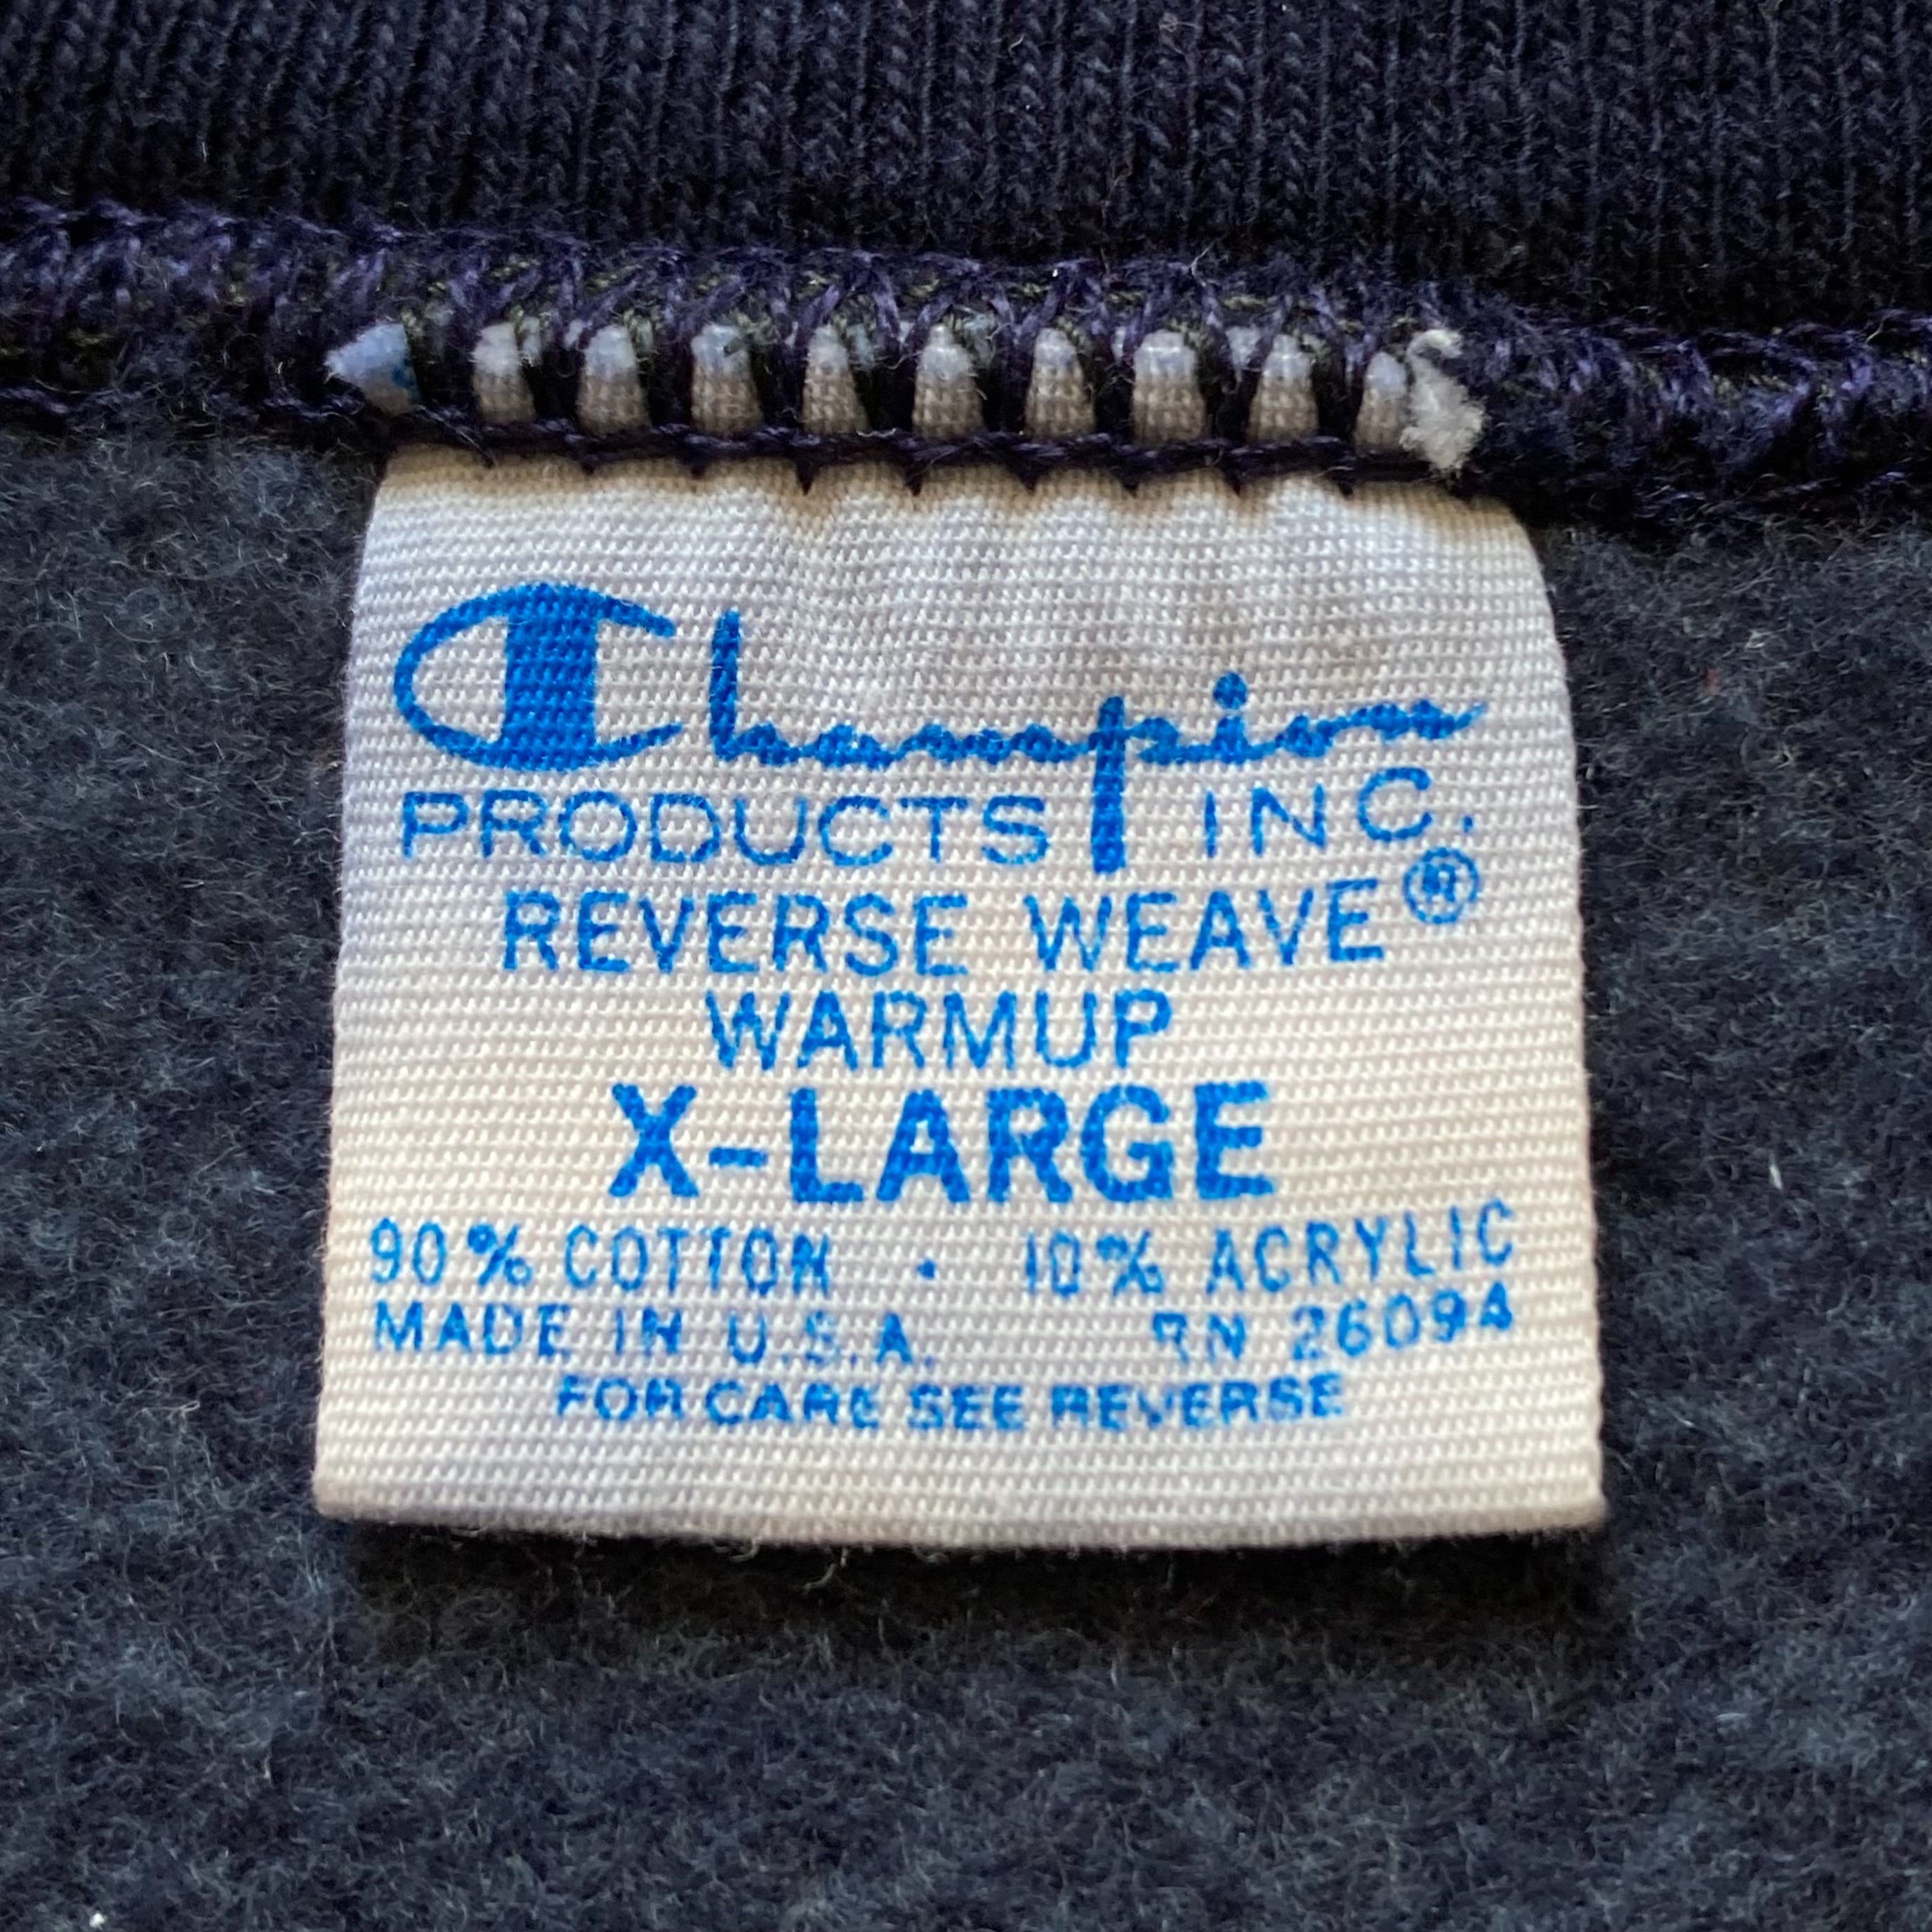 Champion
PRODUCTS INC.
REVERSE WEAVE®
WARMUP
X-LARGE
90% COTTON • 10% ACRYLIC
MADE IN U.S.A. RN 26094
FOR CARE SEE REVERSE